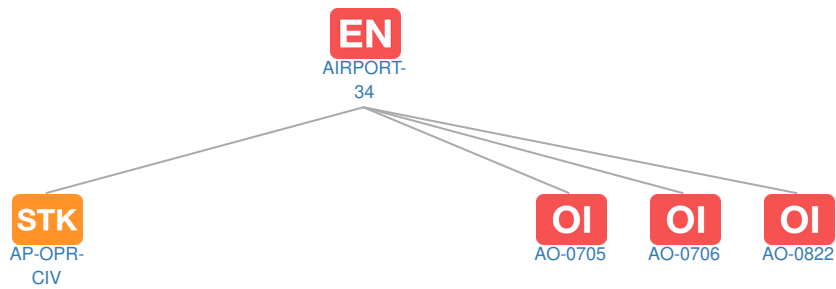 EN
AIRPORT-
34
STK
AP-OPR-
CIV
OI
AO-0705
OI
AO-0706
OI
AO-0822